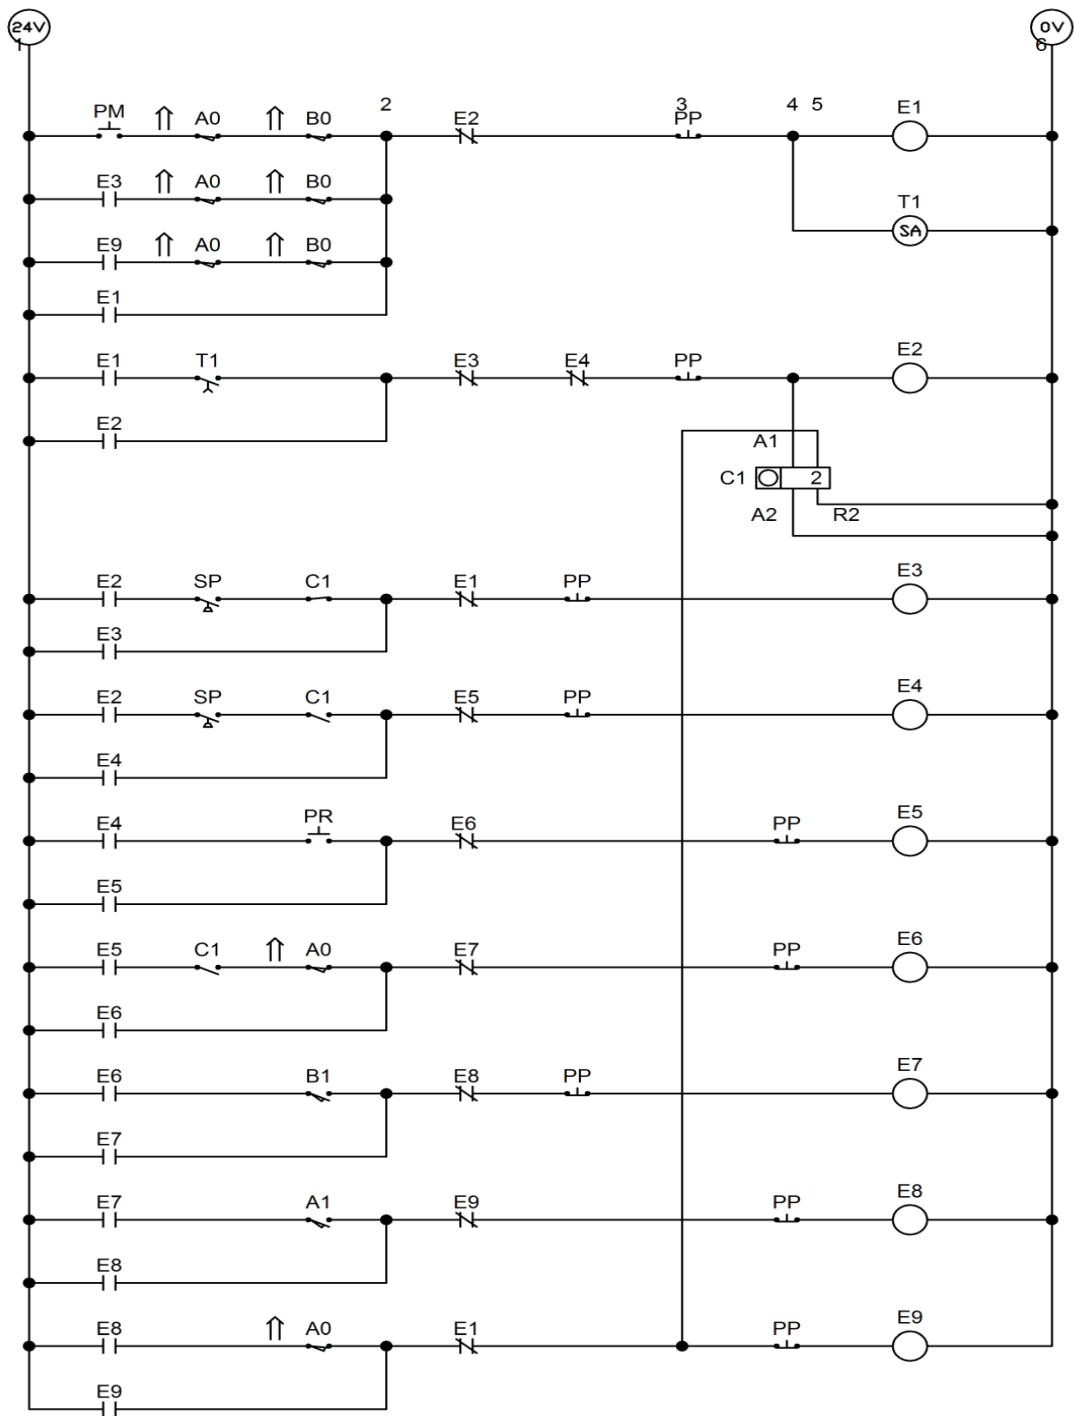 24V 0V
1 6
2 3 4 5
PM A0 B0 E2 PP E1
E3 A0 B0 T1
SA
E9 A0 B0
E1
E1 T1 E3 E4 PP E2
E2
A1
C1 2
A2 R2
E2 SP C1 E1 PP E3
E3
E2 SP C1 E5 PP E4
E4
E4 PR E6 PP E5
E5
E5 C1 A0 E7 PP E6
E6
E6 B1 E8 PP E7
E7
E7 A1 E9 PP E8
E8
E8 A0 E1 PP E9
E9